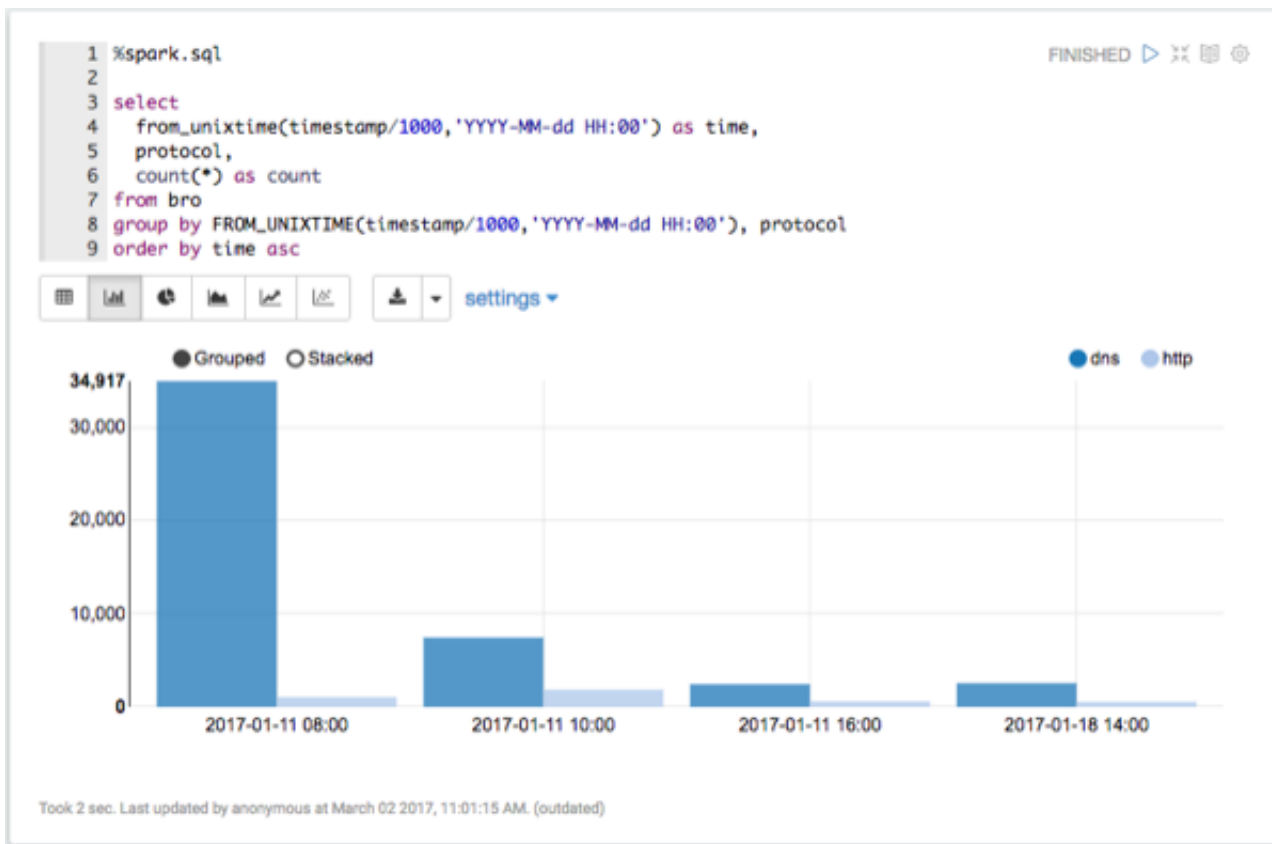 1 %spark.sql
2
3 select
4 from_unixtime(timestamp/1000,'YYYY-MM-dd HH:00') as time,
5 protocol,
6 count(*) as count
7 from bro
8 group by FROM_UNIXTIME(timestamp/1000,'YYYY-MM-dd HH:00'), protocol
9 order by time asc
FINISHED
settings
Grouped Stacked
dns http
34,917
30,000
20,000
10,000
0
2017-01-11 08:00 2017-01-11 10:00 2017-01-11 16:00 2017-01-18 14:00
Took 2 sec. Last updated by anonymous at March 02 2017, 11:01:15 AM. (outdated)